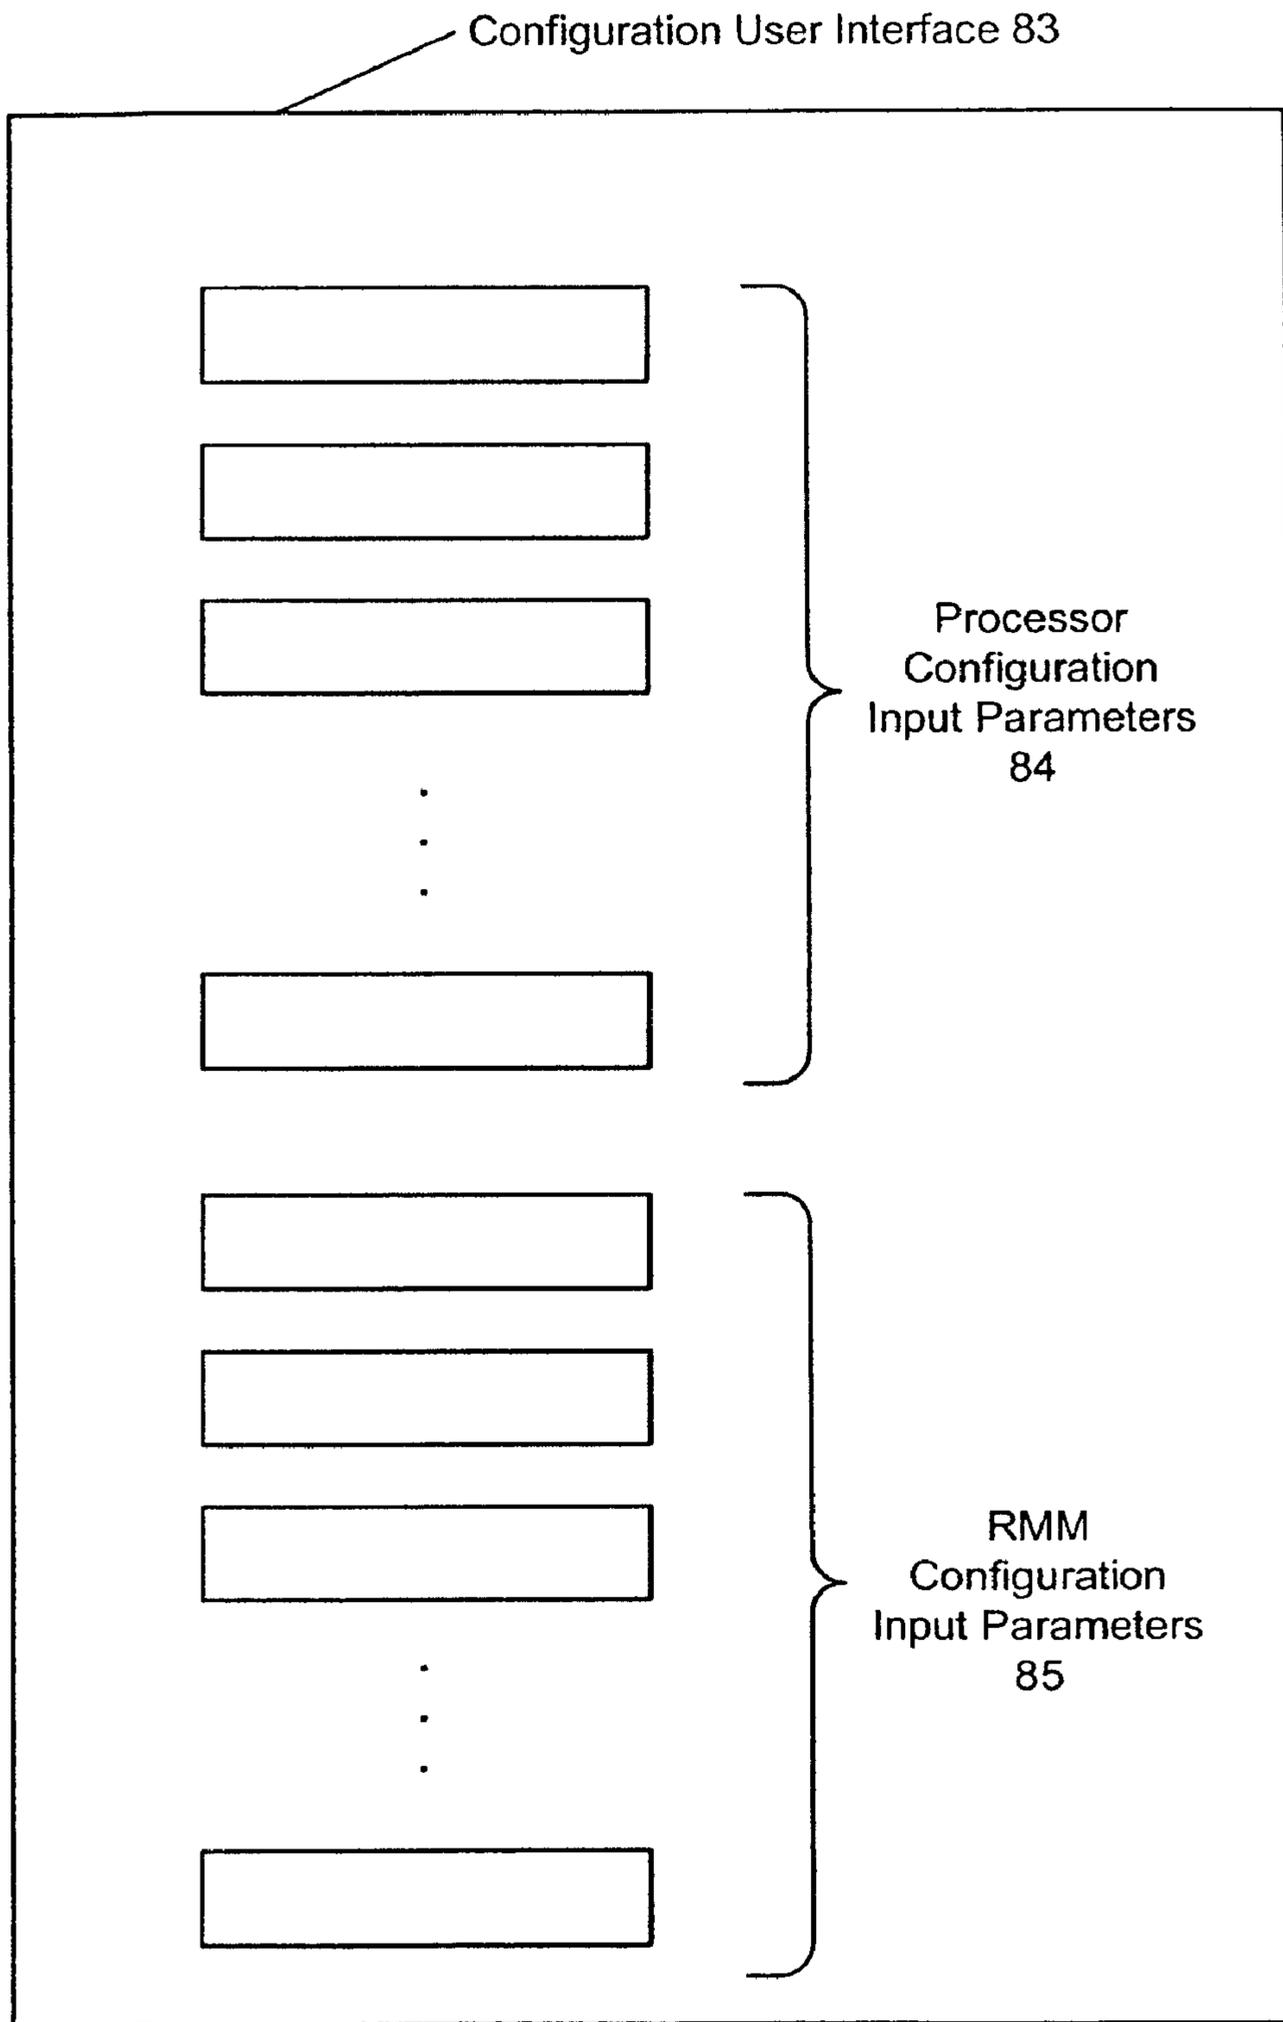 Configuration User Interface 83
Processor
Configuration
Input Parameters
84
RMM
Configuration
Input Parameters
85